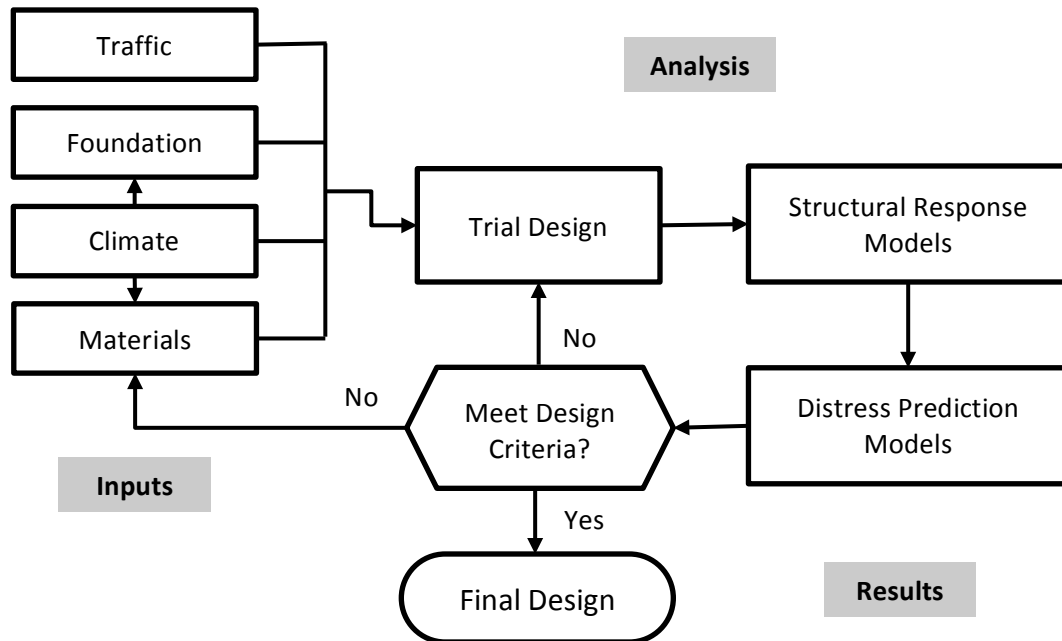 Traffic
Analysis
Foundation
Climate
Materials
Trial Design
Structural Response
Models
No
No
Meet Design
Criteria?
Distress Prediction
Models
Inputs
Yes
Final Design
Results